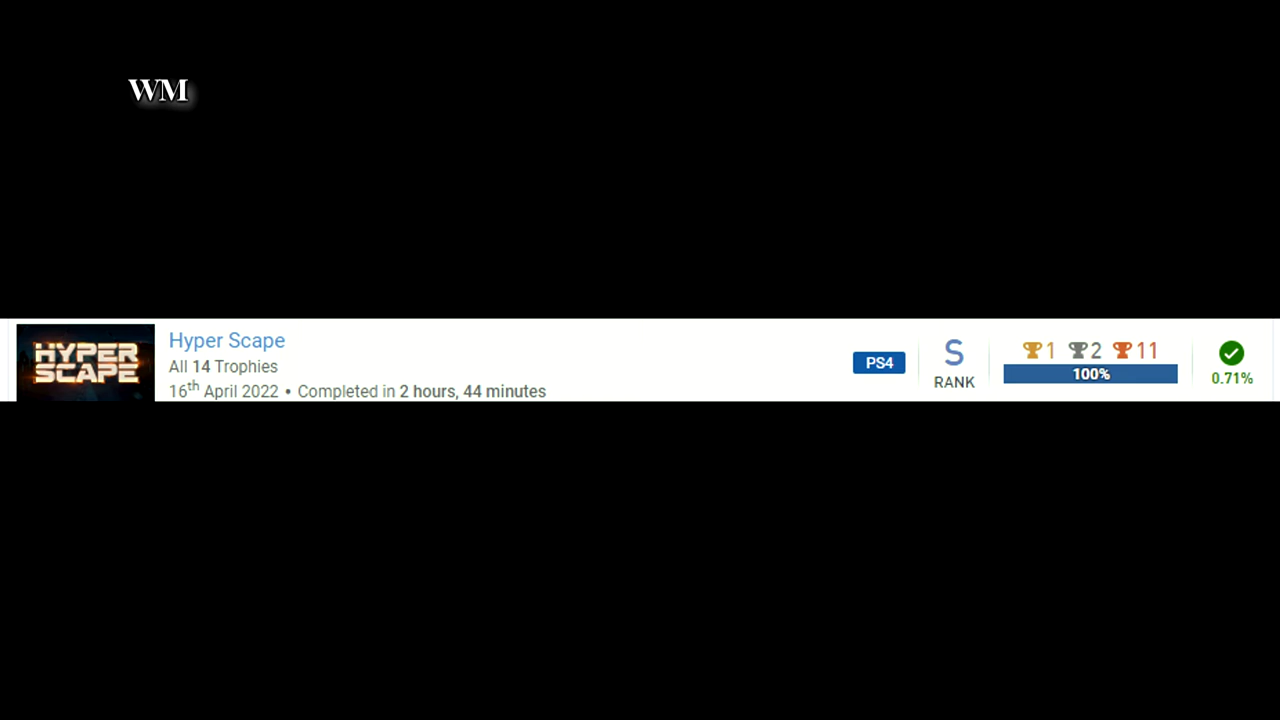 WM
HYPER
SCAPE
Hyper Scape
All 14 Trophies
16th April 2022 • Completed in 2 hours, 44 minutes
PS4
S
RANK
1 2 11
100%
0.71%